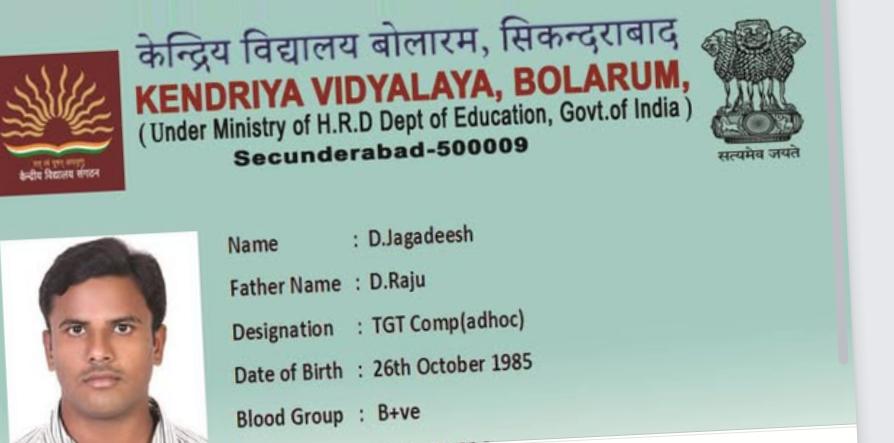 केन्द्रिय विद्यालय बोलारम, सिकन्दराबाद
KENDRIYA VIDYALAYA, BOLARUM,
( Under Ministry of H.R.D Dept of Education, Govt.of India )
Secunderabad-500009
केन्द्रीय विद्यालय संगठन
सत्यमेव जयते
Name : D.Jagadeesh
Father Name : D.Raju
Designation : TGT Comp(adhoc)
Date of Birth : 26th October 1985
Blood Group : B+ve